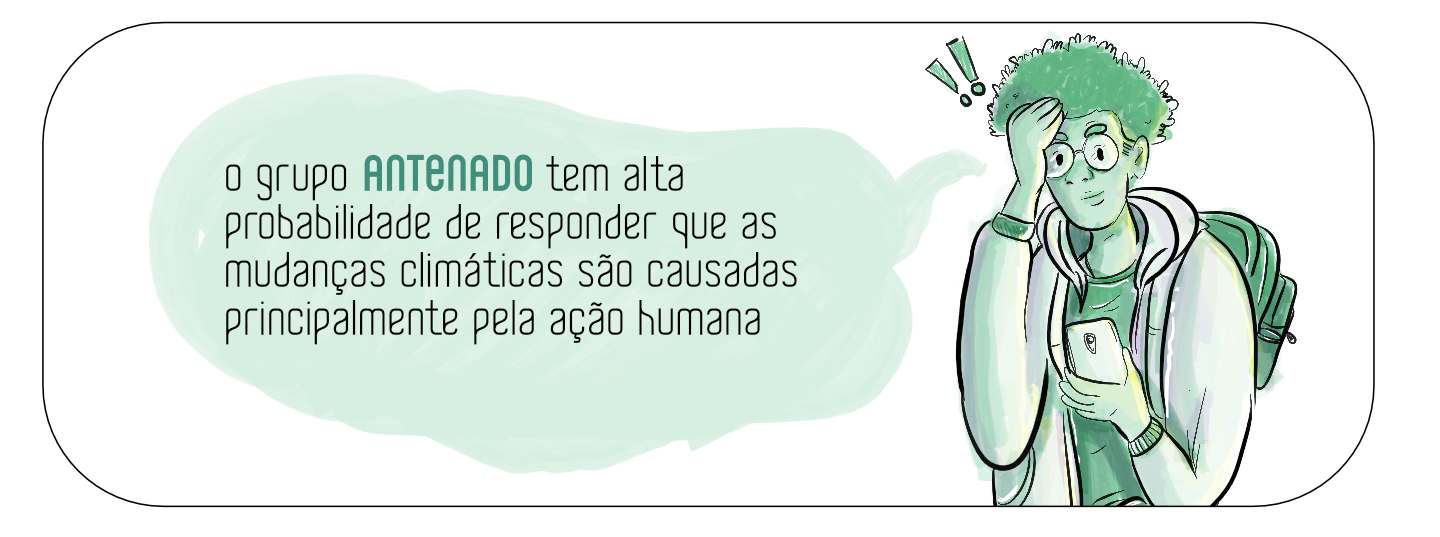 o grupo ANTENADO tem alta
probabilidade de responder que as
mudanças climáticas são causadas
principalmente pela ação humana